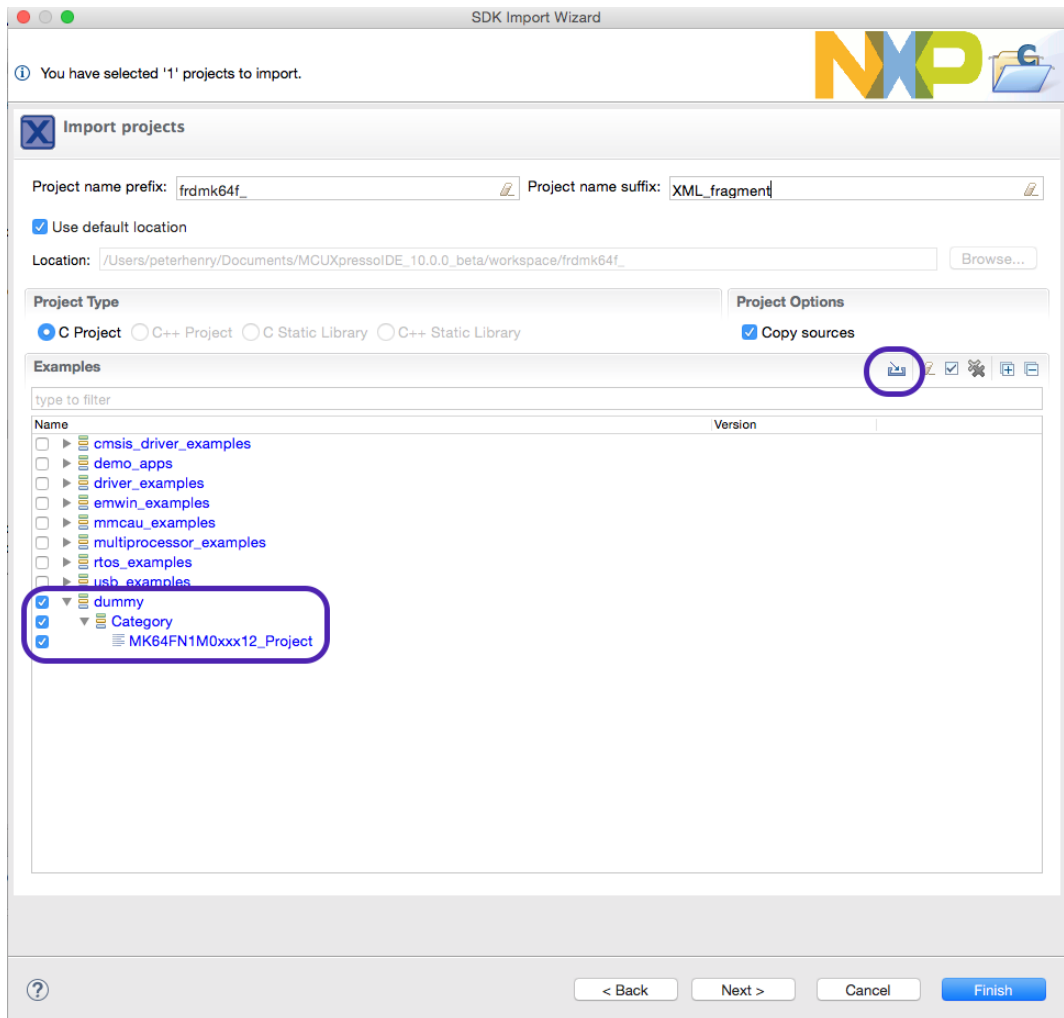 SDK Import Wizard
NXP
C
You have selected '1' projects to import.
X
Import projects
Project name prefix: frdmk64f_ Project name suffix: XML_fragment
Use default location
Location: /Users/peterhenry/Documents/MCUXpressoIDE_10.0.0_beta/workspace/frdmk64f_ Browse...
Project Type Project Options
C Project C++ Project C Static Library C++ Static Library Copy sources
Examples
type to filter
Name Version
cmsis_driver_examples
demo_apps
driver_examples
emwin_examples
mmcau_examples
multiprocessor_examples
rtos_examples
usb_examples
dummy
Category
MK64FN1M0xxx12_Project
? < Back Next > Cancel Finish